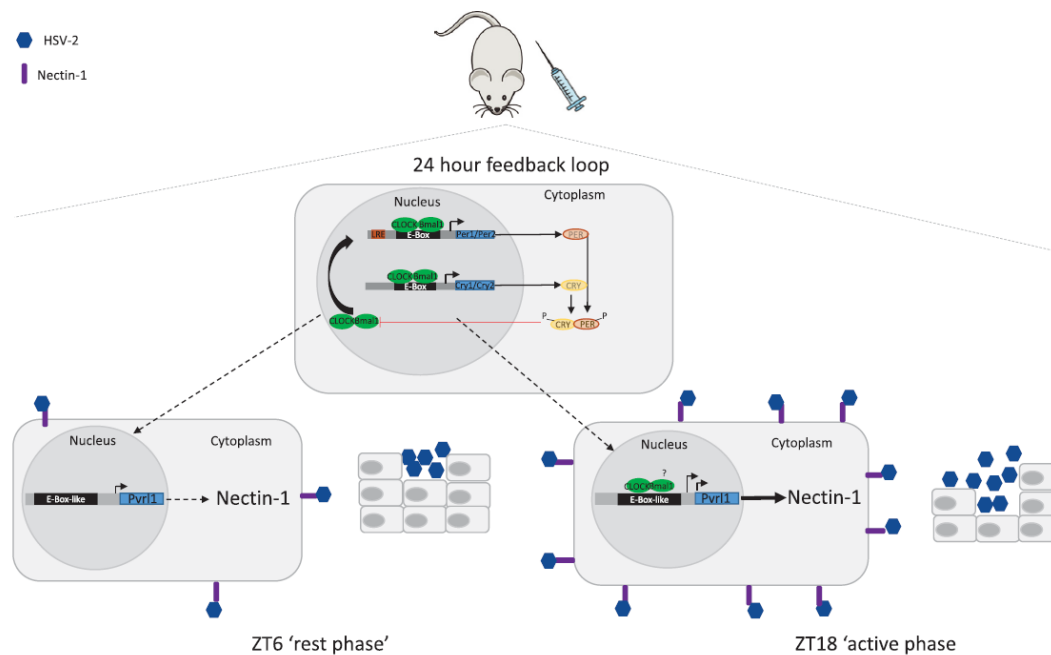 HSV-2
Nectin-1
24 hour feedback loop
Nucleus
Cytoplasm
CLOCK Bmal1
LRE
E-Box
Per1/Per2
PER
CLOCK Bmal1
E-Box
Cry1/Cry2
CRY
CLOCK Bmal1
P
CRY
PER
P
Nucleus
Cytoplasm
E-Box-like
Pvrl1
Nectin-1
ZT6 'rest phase'
Nucleus
Cytoplasm
?
CLOCK Bmal1
E-Box-like
Pvrl1
Nectin-1
ZT18 'active phase